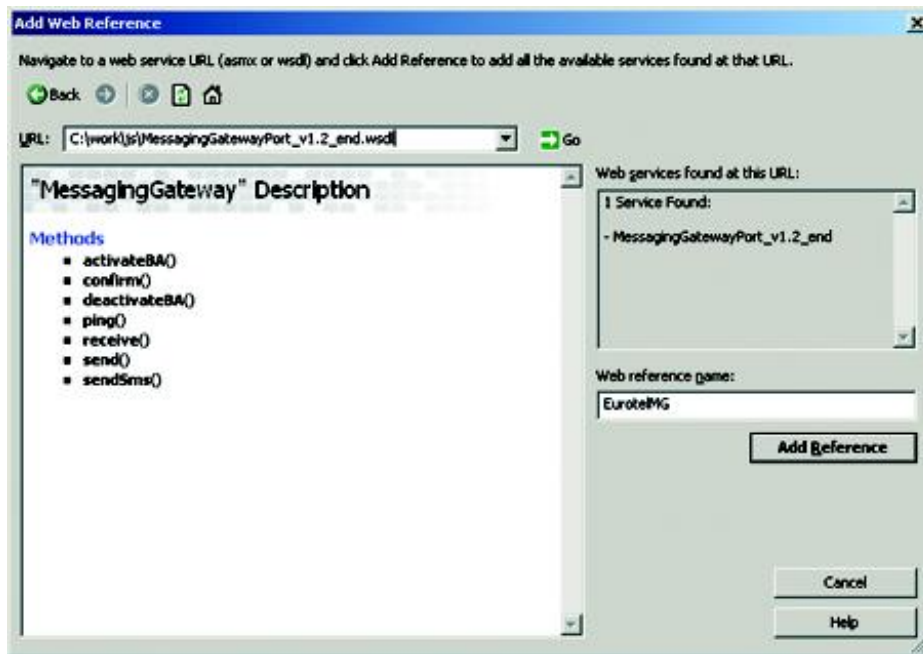 Add Web Reference
Navigate to a web service URL (asmx or wsdl) and click Add Reference to add all the available services found at that URL.
Back
URL: C:\work\js\MessagingGatewayPort_v1.2_end.wsdl Go
"MessagingGateway" Description
Methods
activateBA()
confirm()
deactivateBA()
ping()
receive()
send()
sendSms()
Web services found at this URL:
1 Service Found:
- MessagingGatewayPort_v1.2_end
Web reference name:
EurotelMG
Add Reference
Cancel
Help